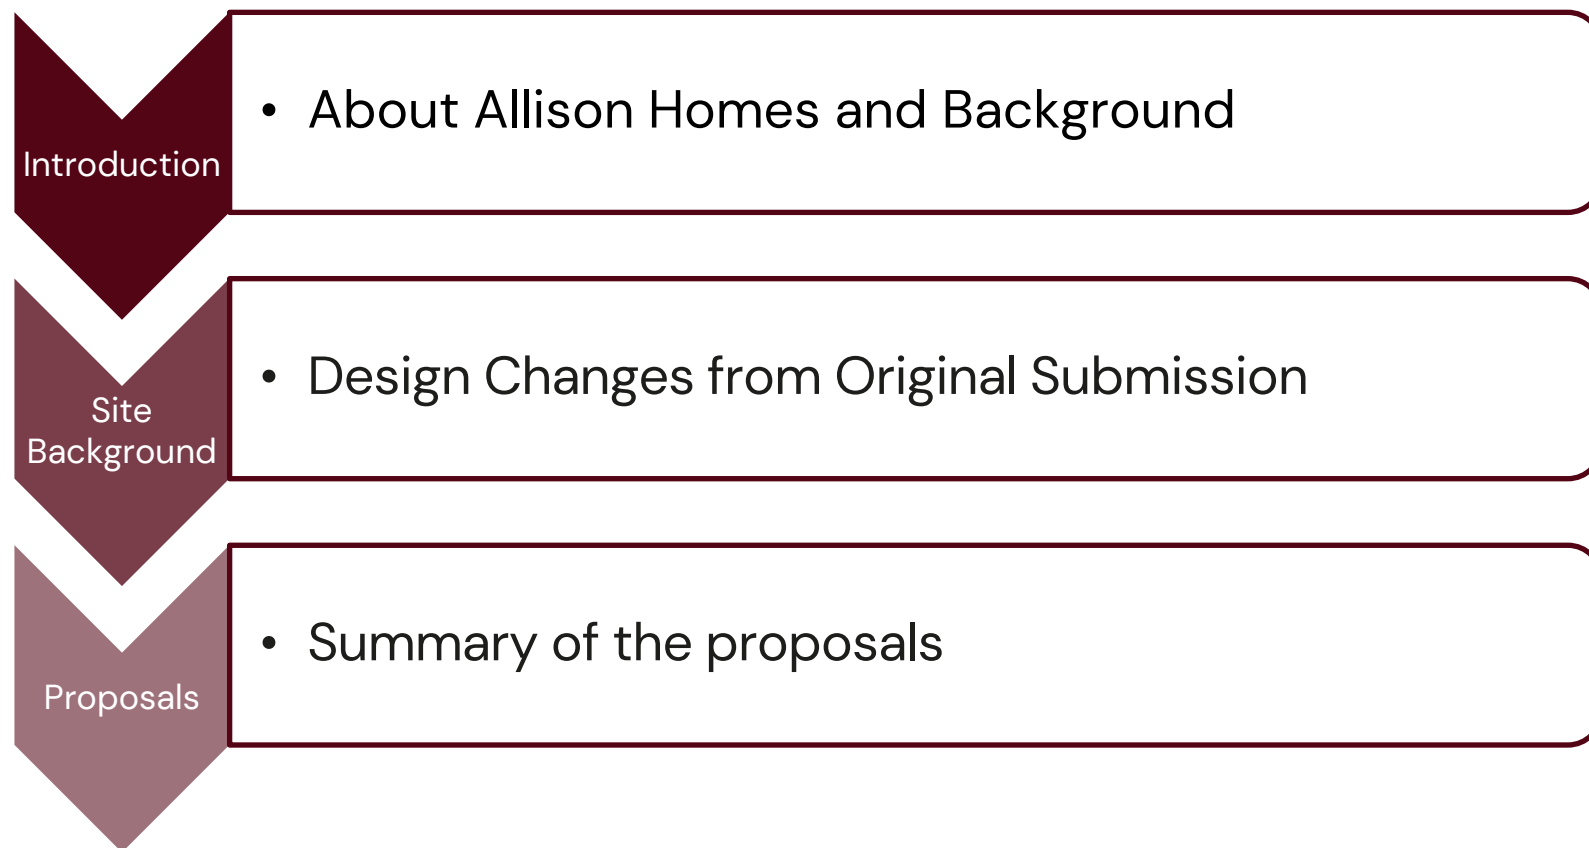 Introduction
• About Allison Homes and Background
Site
Background
• Design Changes from Original Submission
Proposals
• Summary of the proposals